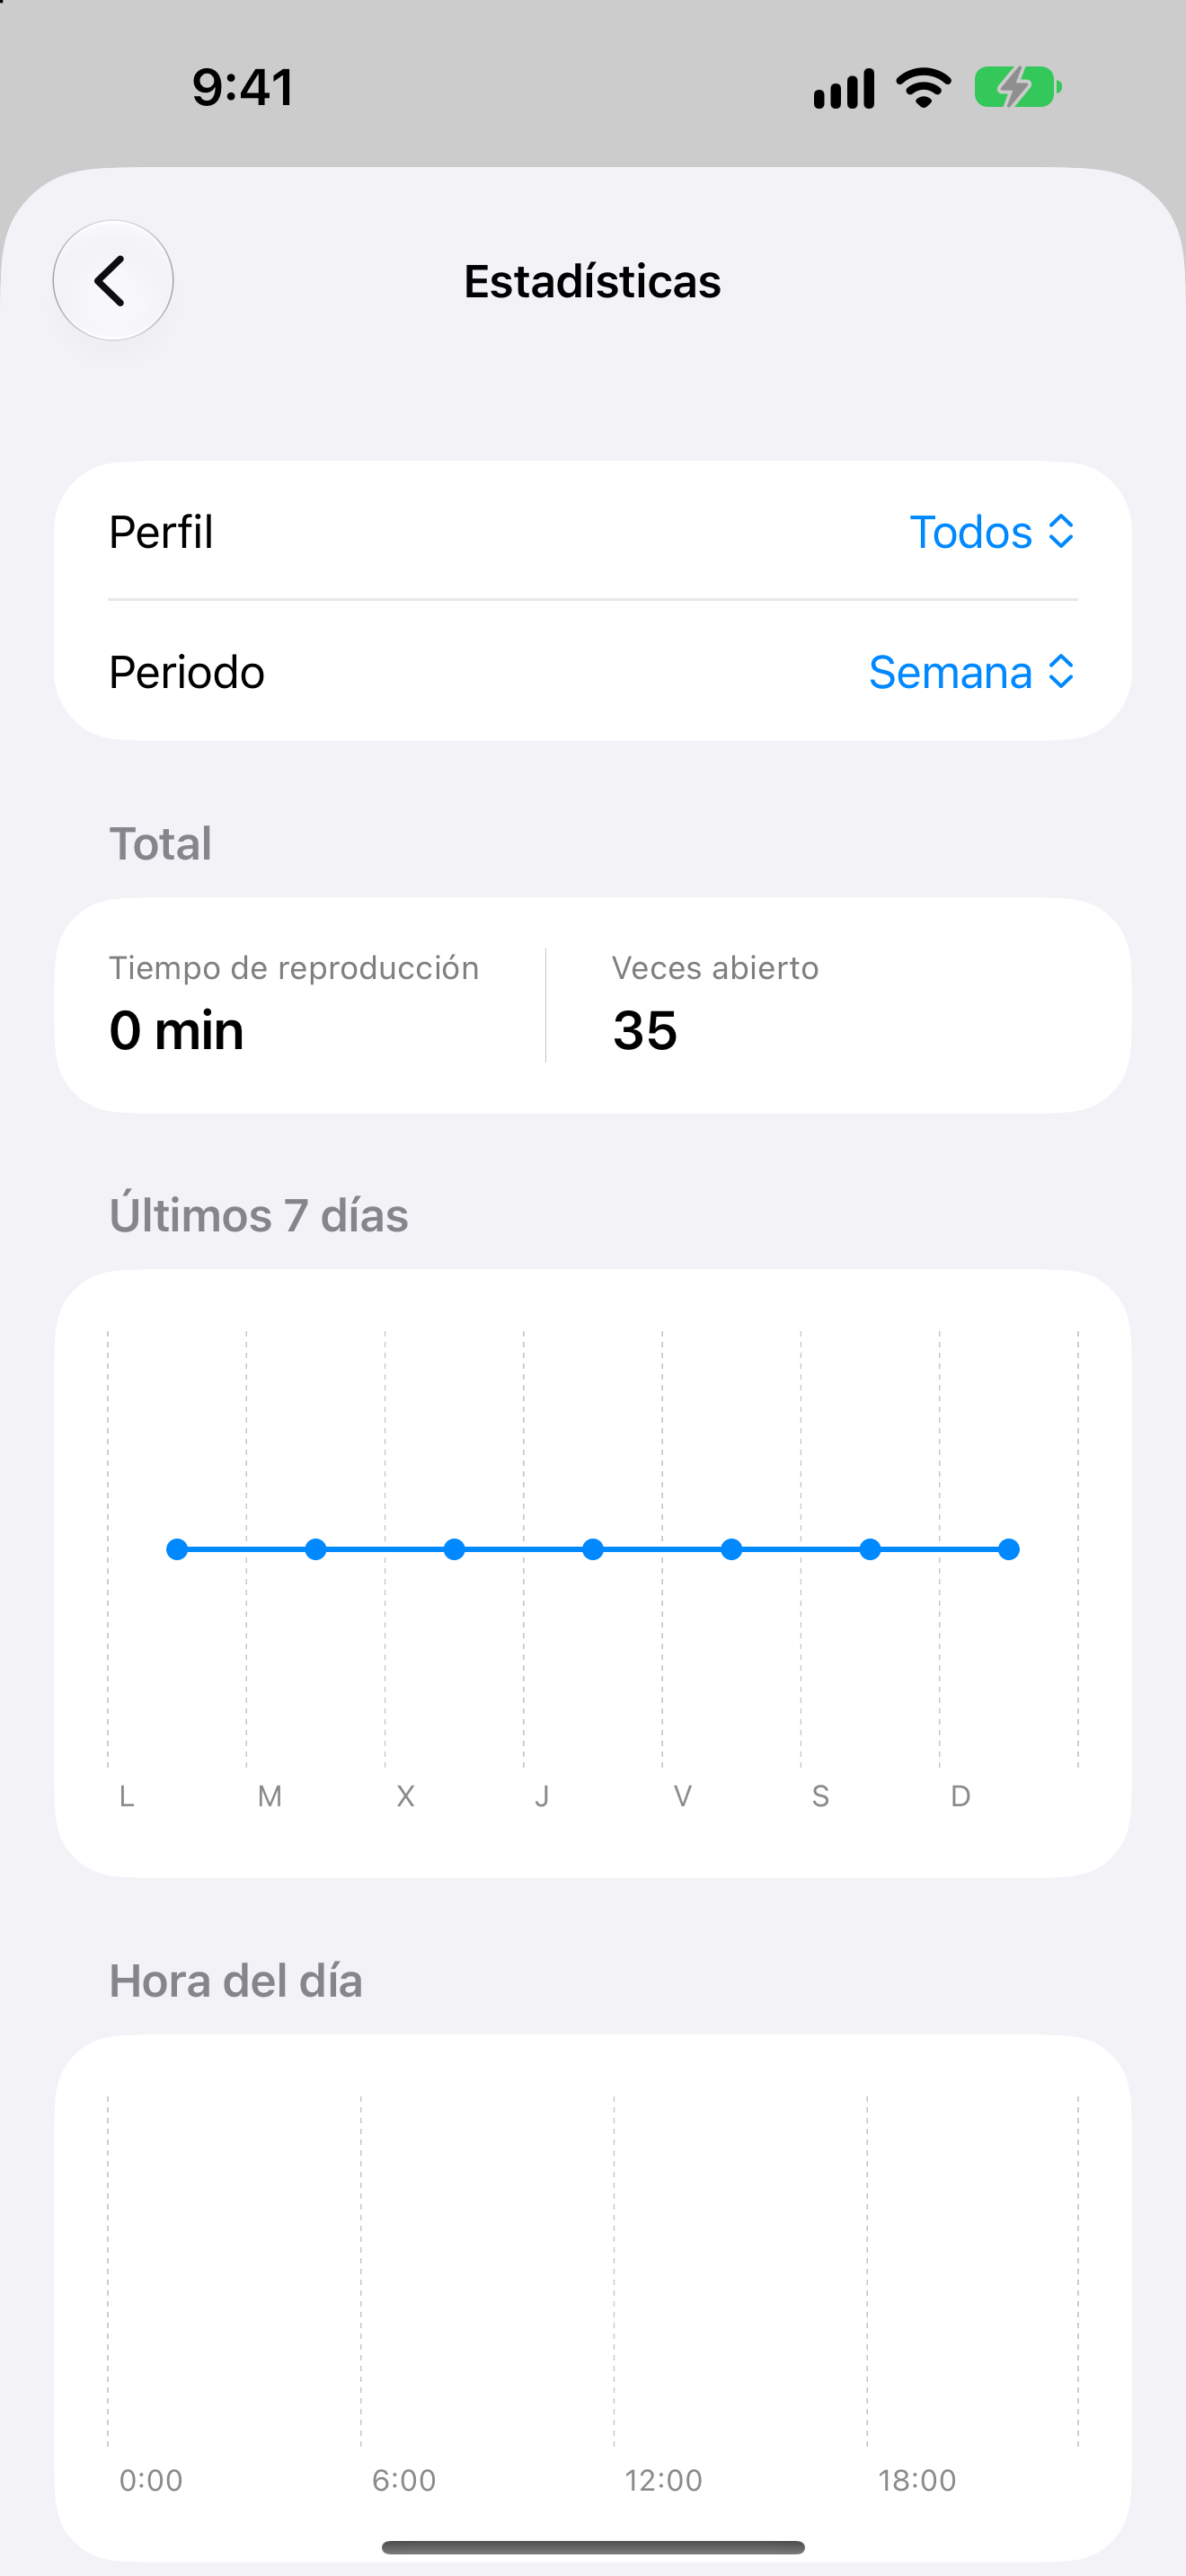 9:41
Estadísticas
Perfil Todos
Periodo Semana
Total
Tiempo de reproducción Veces abierto
0 min 35
Últimos 7 días
L M X J V S D
Hora del día
0:00 6:00 12:00 18:00